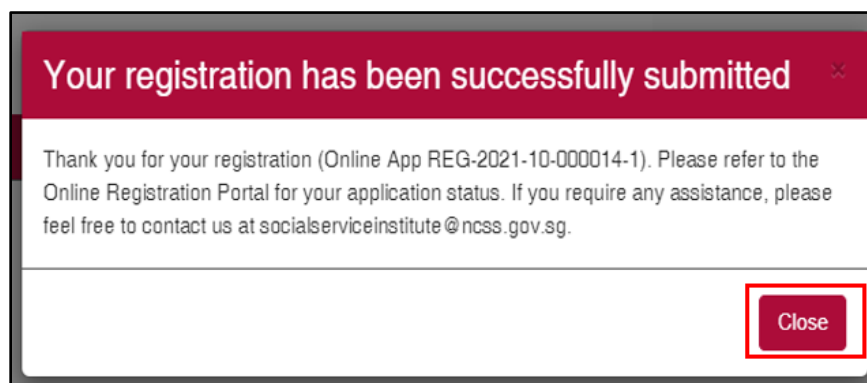 Your registration has been successfully submitted ×
Thank you for your registration (Online App REG-2021-10-000014-1). Please refer to the
Online Registration Portal for your application status. If you require any assistance, please
feel free to contact us at socialserviceinstitute@ncss.gov.sg.
Close